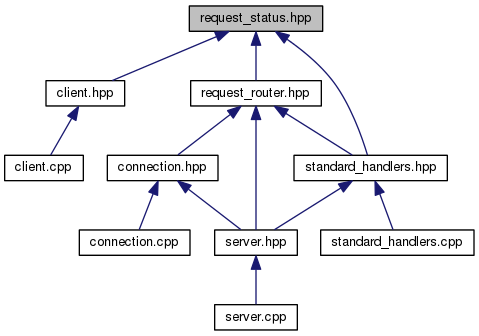 request_status.hpp
client.hpp
request_router.hpp
client.cpp
connection.hpp
standard_handlers.hpp
connection.cpp
server.hpp
standard_handlers.cpp
server.cpp